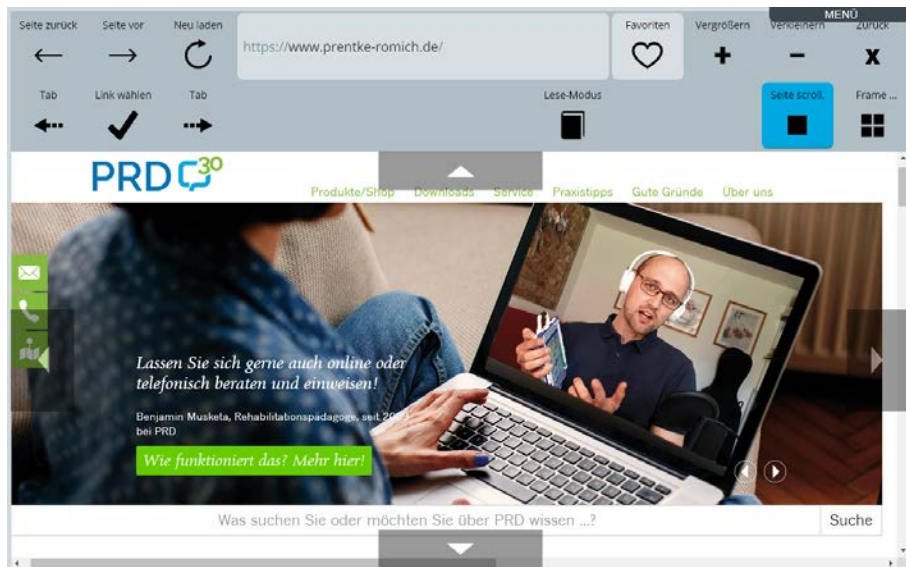 MENÜ
Seite zurück Seite vor Neu laden Favoriten Vergrößern Verkleinern Zurück
https://www.prentke-romich.de/
Tab Link wählen Tab Lese-Modus Seite scroll. Frame ...
PRD 30
Produkte/Shop Downloads Service Praxistipps Gute Gründe Über uns
Lassen Sie sich gerne auch online oder
telefonisch beraten und einweisen!
Benjamin Musketa, Rehabilitationspädagoge, seit
bei PRD
Wie funktioniert das? Mehr hier!
Was suchen Sie oder möchten Sie über PRD wissen ...? Suche